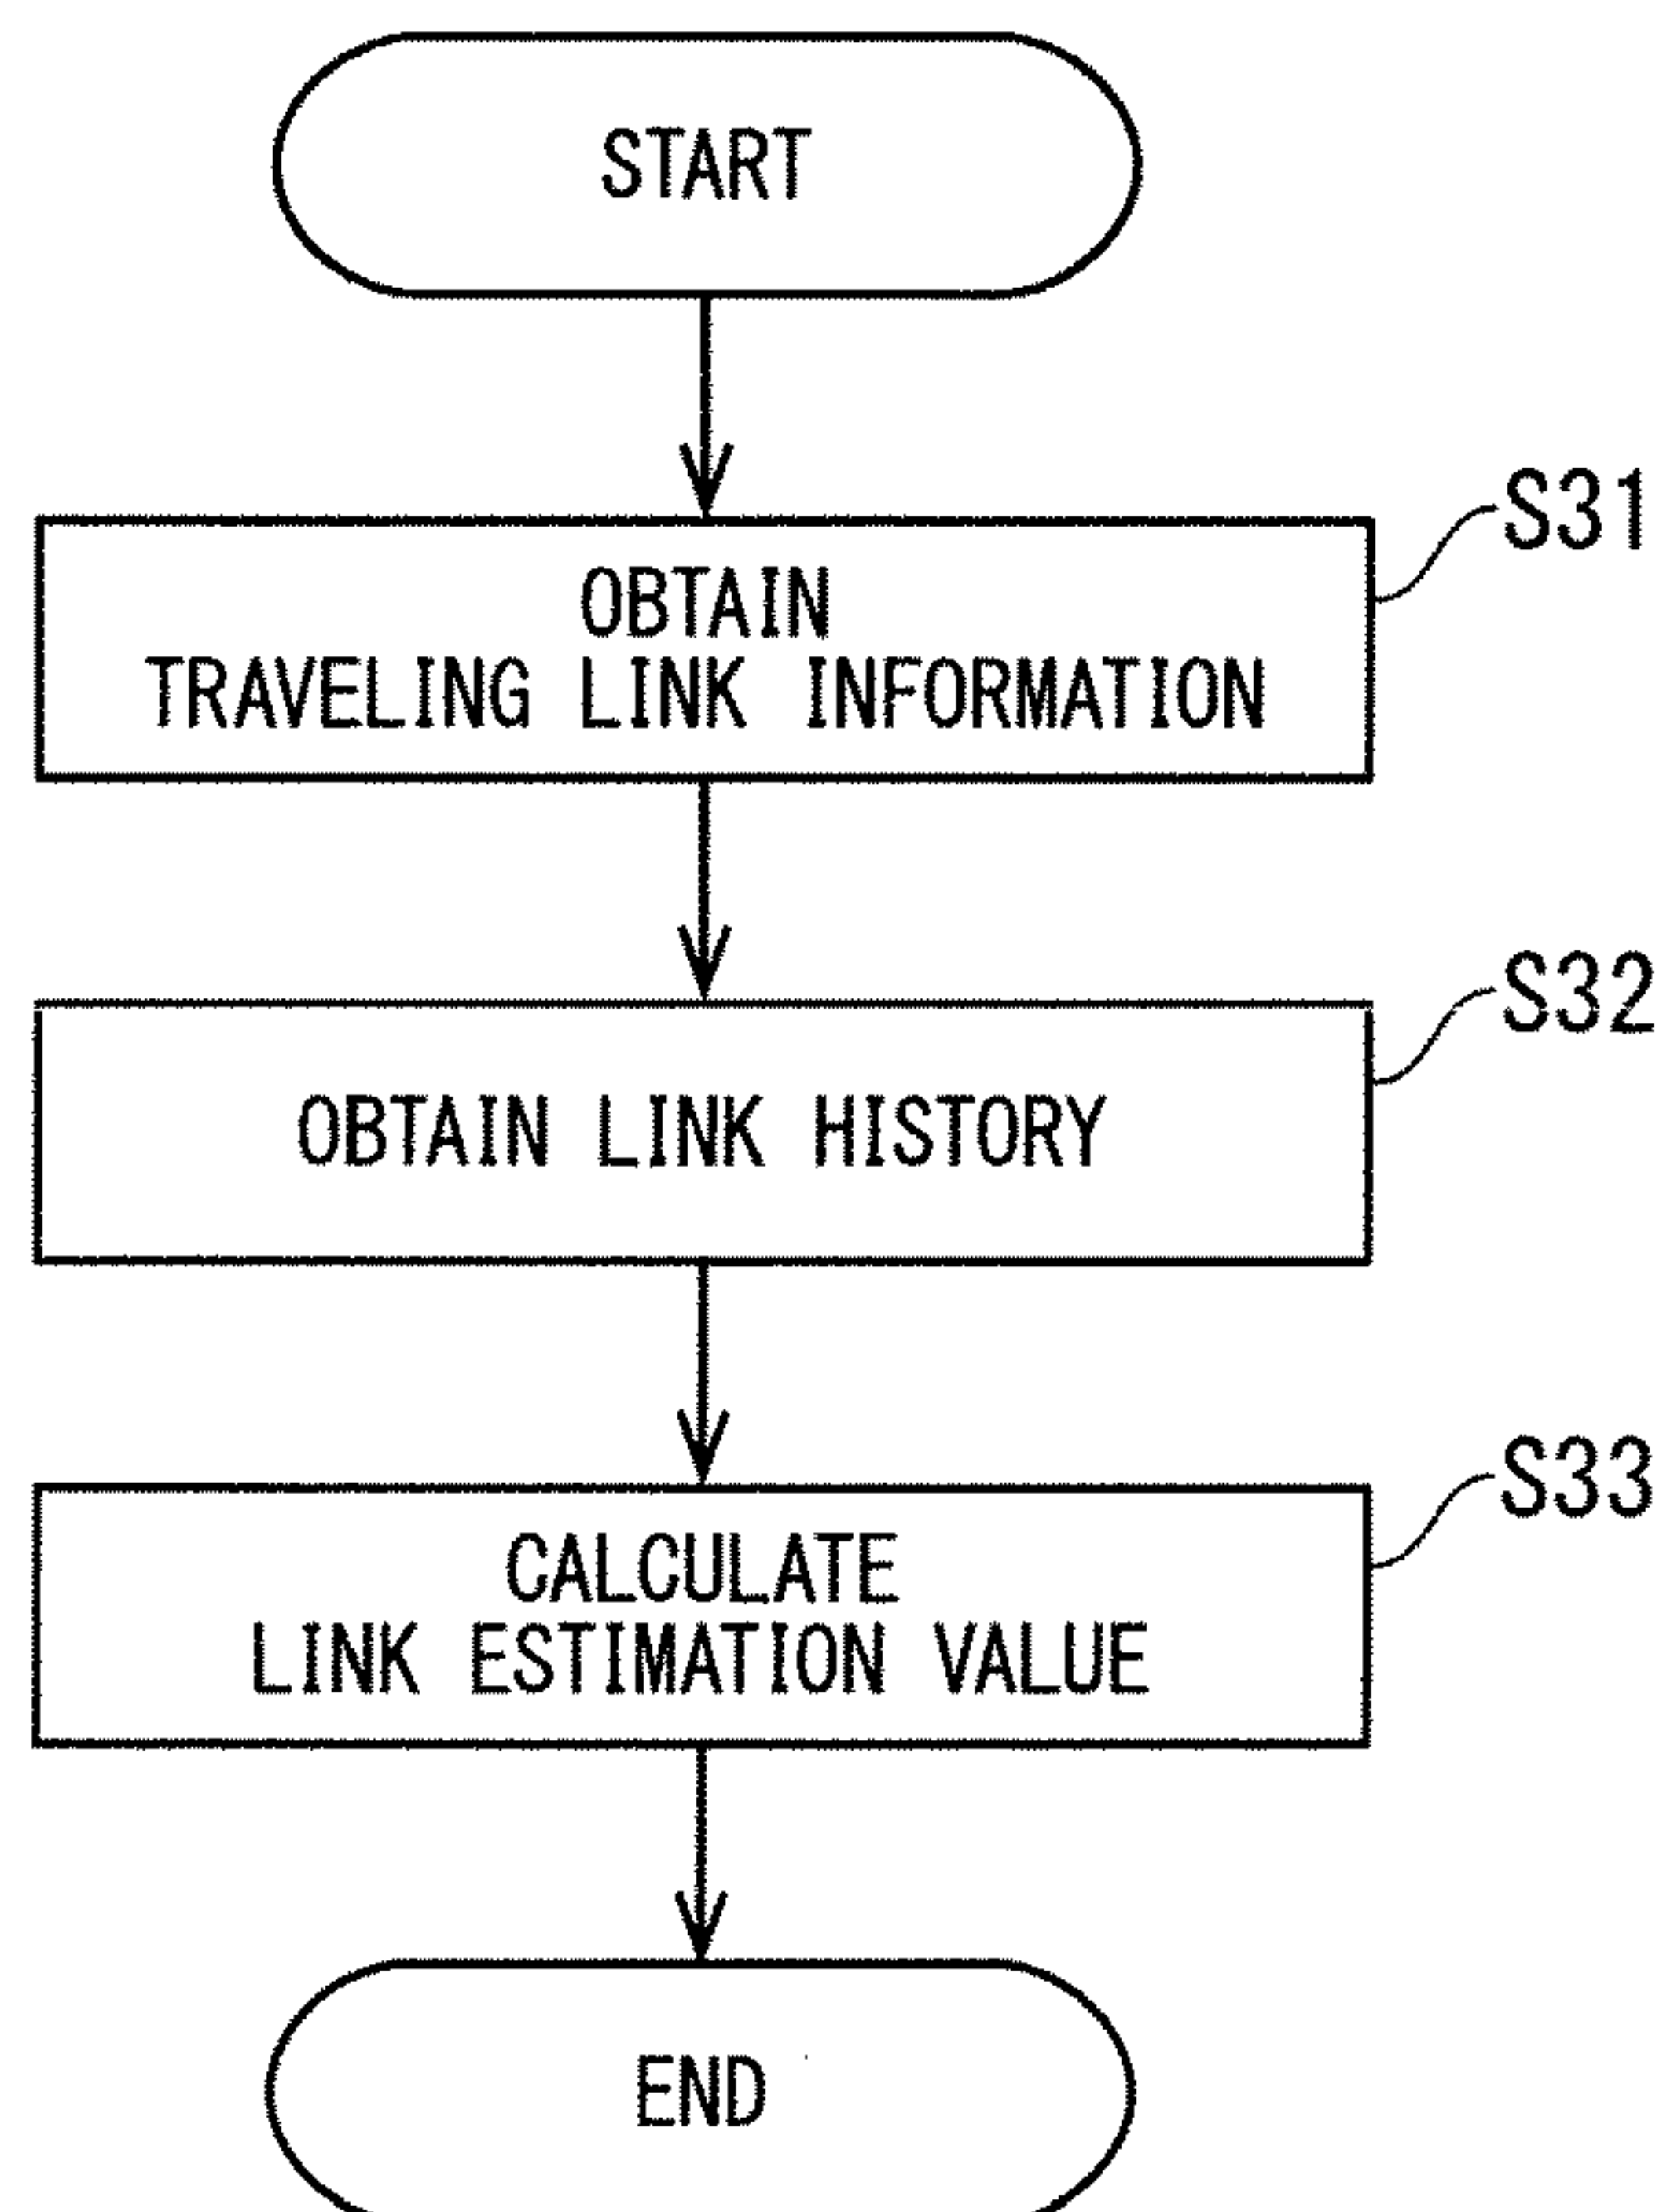 START
S31
OBTAIN
TRAVELING LINK INFORMATION
S32
OBTAIN LINK HISTORY
S33
CALCULATE
LINK ESTIMATION VALUE
END